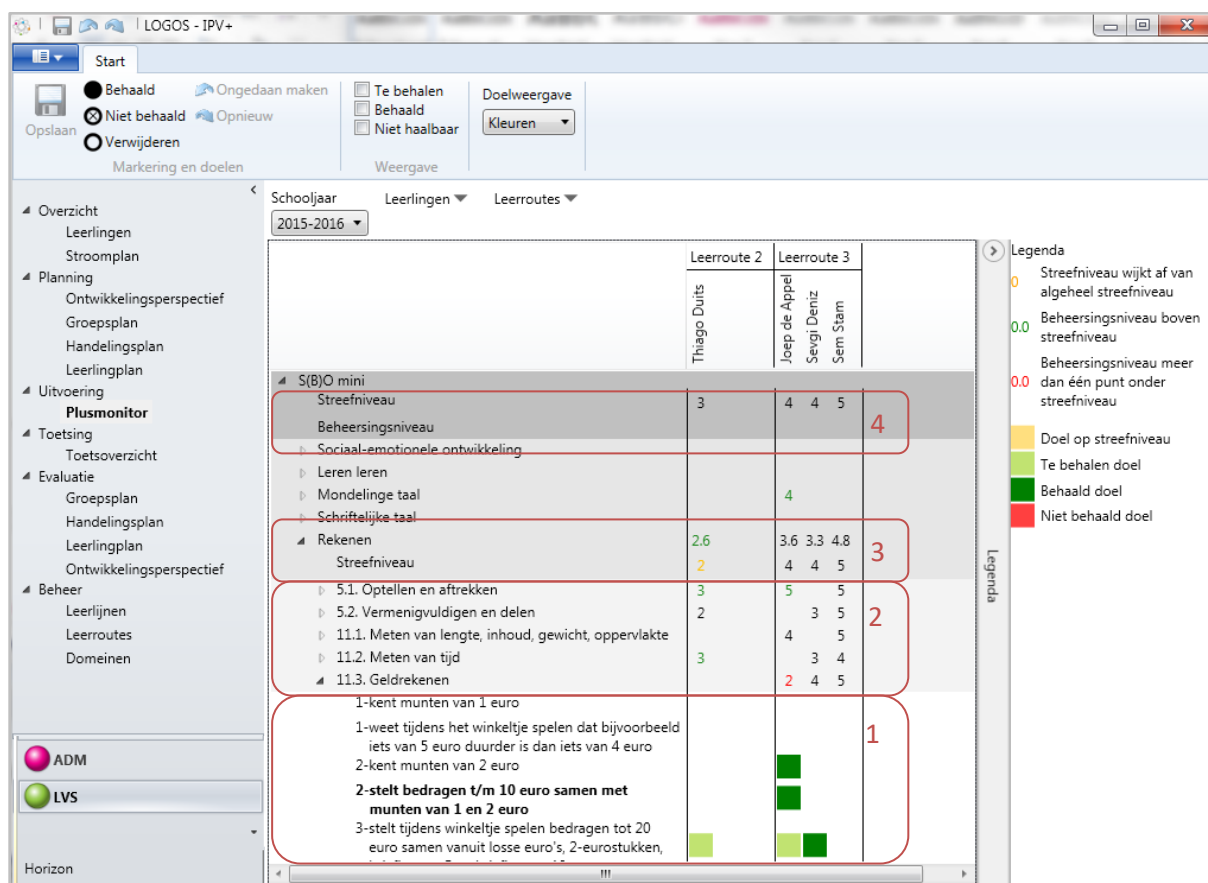 LOGOS - IPV+
Start
Opslaan
Behaald
Niet behaald
Verwijderen
Ongedaan maken
Opnieuw
Markering en doelen
Te behalen
Behaald
Niet haalbaar
Weergave
Doelweergave
Kleuren
Overzicht
Leerlingen
Stroomplan
Planning
Ontwikkelingsperspectief
Groepsplan
Handelingsplan
Leerlingplan
Uitvoering
Plusmonitor
Toetsing
Toetsoverzicht
Evaluatie
Groepsplan
Handelingsplan
Leerlingplan
Ontwikkelingsperspectief
Beheer
Leerlijnen
Leerroutes
Domeinen
ADM
LVS
Horizon
Schooljaar Leerlingen Leerroutes
2015-2016
Leerroute 2 Leerroute 3
Thiago Duits
Joep de Appel
Sevgi Deniz
Sem Stam
S(B)O mini
Streefniveau 3 4 4 5
Beheersingsniveau
4
Sociaal-emotionele ontwikkeling
Leren leren
Mondelinge taal 4
Schriftelijke taal
Rekenen 2.6 3.6 3.3 4.8
Streefniveau 2 4 4 5
3
5.1. Optellen en aftrekken 3 5 5
5.2. Vermenigvuldigen en delen 2 3 5
11.1. Meten van lengte, inhoud, gewicht, oppervlakte 4 5
11.2. Meten van tijd 3 3 4
11.3. Geldrekenen 2 4 5
2
1-kent munten van 1 euro
1-weet tijdens het winkeltje spelen dat bijvoorbeeld
iets van 5 euro duurder is dan iets van 4 euro
2-kent munten van 2 euro
2-stelt bedragen t/m 10 euro samen met
munten van 1 en 2 euro
3-stelt tijdens winkeltje spelen bedragen tot 20
euro samen vanuit losse euro's, 2-eurostukken,
1
Legenda
Legenda
0 Streefniveau wijkt af van
algeheel streefniveau
0.0 Beheersingsniveau boven
streefniveau
0.0 Beheersingsniveau meer
dan één punt onder
streefniveau
Doel op streefniveau
Te behalen doel
Behaald doel
Niet behaald doel